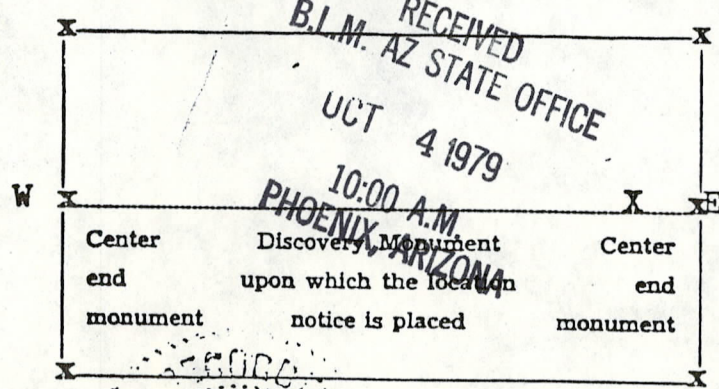 X X
RECEIVED
B.L.M. AZ STATE OFFICE
OCT 4 1979
10:00 A.M
PHOENIX, ARIZONA
W X X X E
Center Discovery Monument Center
end upon which the location end
monument notice is placed monument
X X